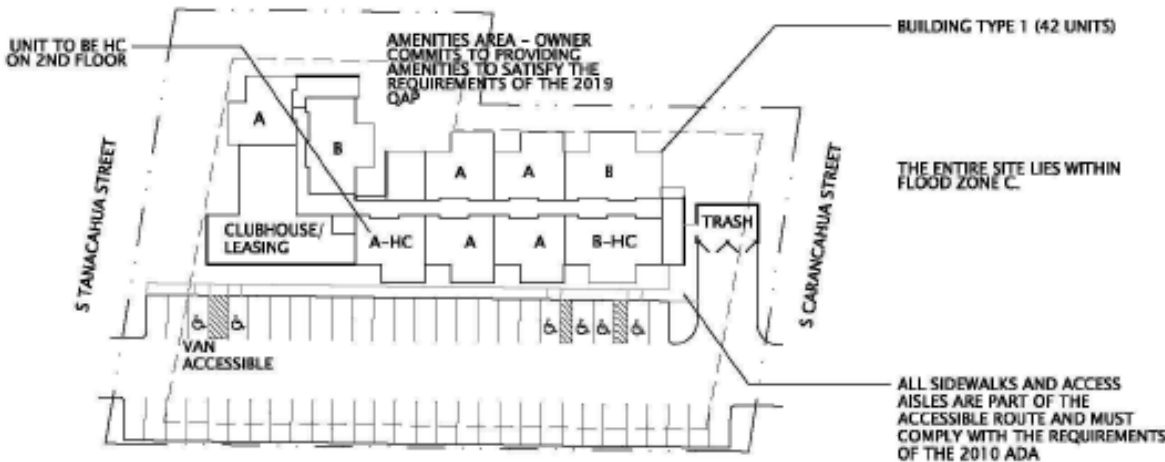 UNIT TO BE HC
ON 2ND FLOOR
AMENITIES AREA - OWNER
COMMITS TO PROVIDING
AMENITIES TO SATISFY THE
REQUIREMENTS OF THE 2019
QAP
BUILDING TYPE 1 (42 UNITS)
THE ENTIRE SITE LIES WITHIN
FLOOD ZONE C.
S TANACAHUA STREET
S CARANCAHUA STREET
A
B
A
A
B
CLUBHOUSE/
LEASING
A-HC
A
A
B-HC
TRASH
VAN
ACCESSIBLE
ALL SIDEWALKS AND ACCESS
AISLES ARE PART OF THE
ACCESSIBLE ROUTE AND MUST
COMPLY WITH THE REQUIREMENTS
OF THE 2010 ADA